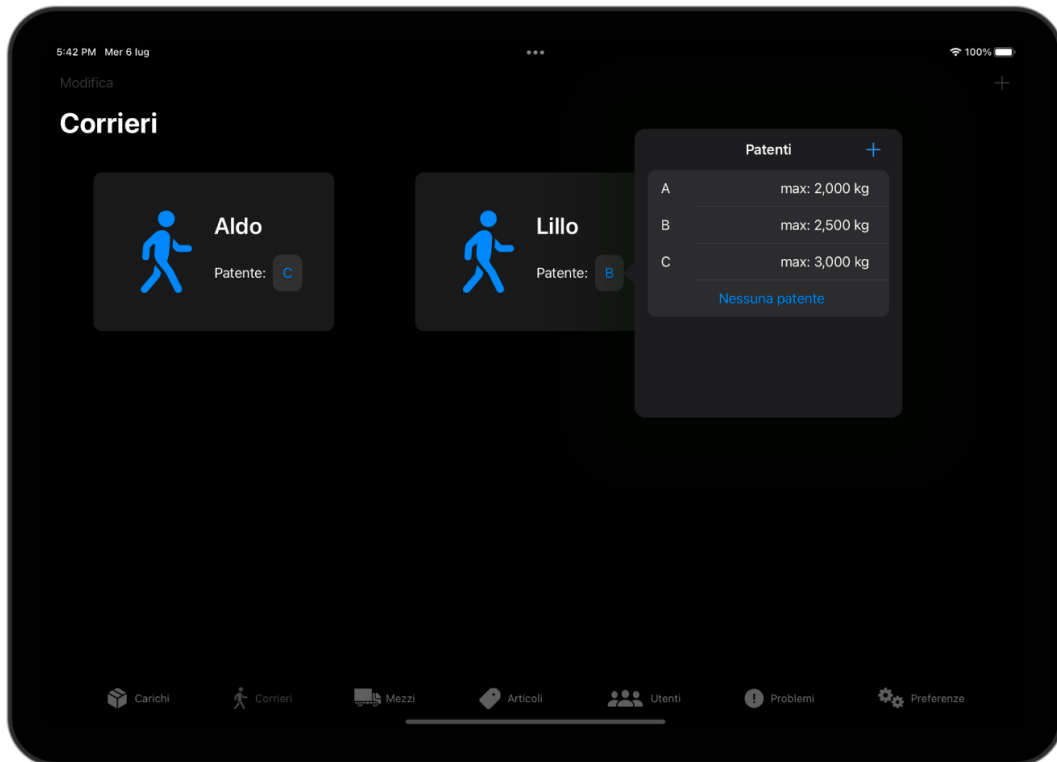 5:42 PM Mer 6 lug
100%
Modifica
Corrieri
Aldo
Patente: C
Lillo
Patente: B
Patenti
A max: 2,000 kg
B max: 2,500 kg
C max: 3,000 kg
Nessuna patente
Carichi Corrieri Mezzi Articoli Utenti Problemi Preferenze